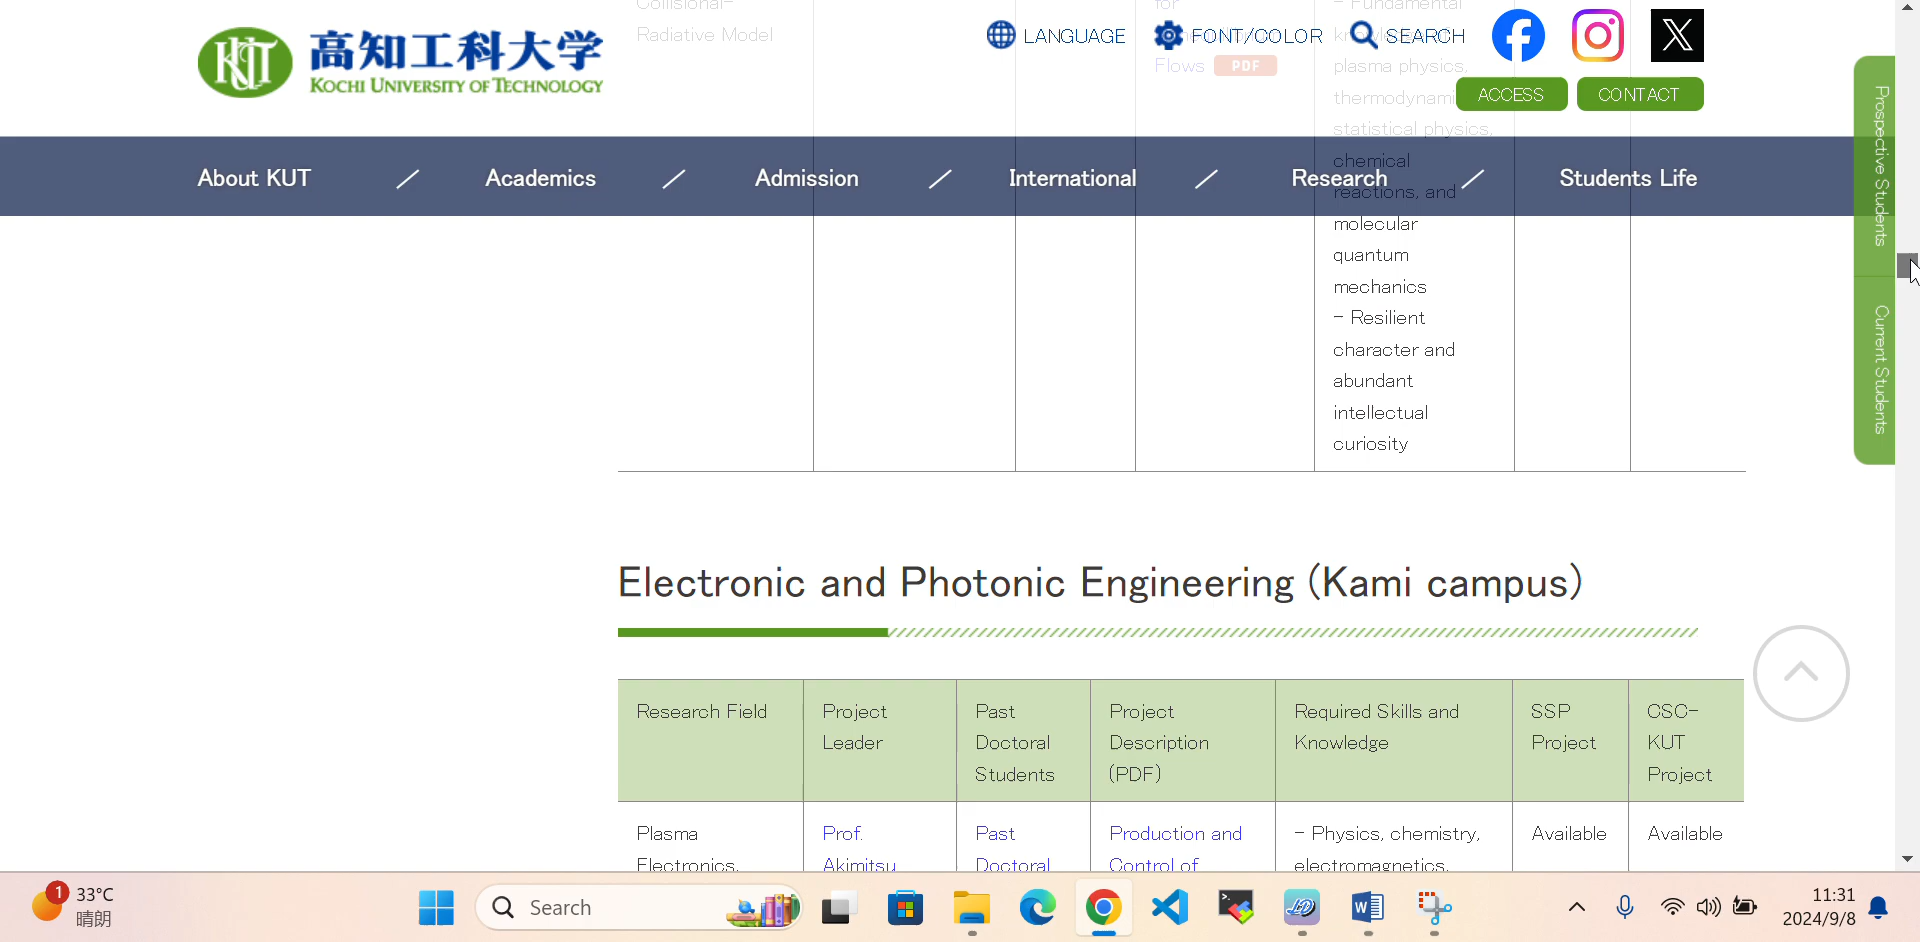 Collisional-
Radiative Model
for
Flows PDF
- Fundamental
plasma physics,
thermodynami
statistical physics,
chemical
reactions, and
molecular
quantum
mechanics
- Resilient
character and
abundant
intellectual
curiosity
KUT 高知工科大学
KOCHI UNIVERSITY OF TECHNOLOGY
LANGUAGE FONT/COLOR SEARCH
ACCESS CONTACT
About KUT Academics Admission International Research Students Life
Prospective Students
Current Students
Electronic and Photonic Engineering (Kami campus)
Research Field
Project
Leader
Past
Doctoral
Students
Project
Description
(PDF)
Required Skills and
Knowledge
SSP
Project
CSC-
KUT
Project
Plasma
Electronics,
Prof.
Akimitsu
Past
Doctoral
Production and
Control of
- Physics, chemistry,
electromagnetics,
Available
Available
1
33°C
晴朗
Search
11:31
2024/9/8